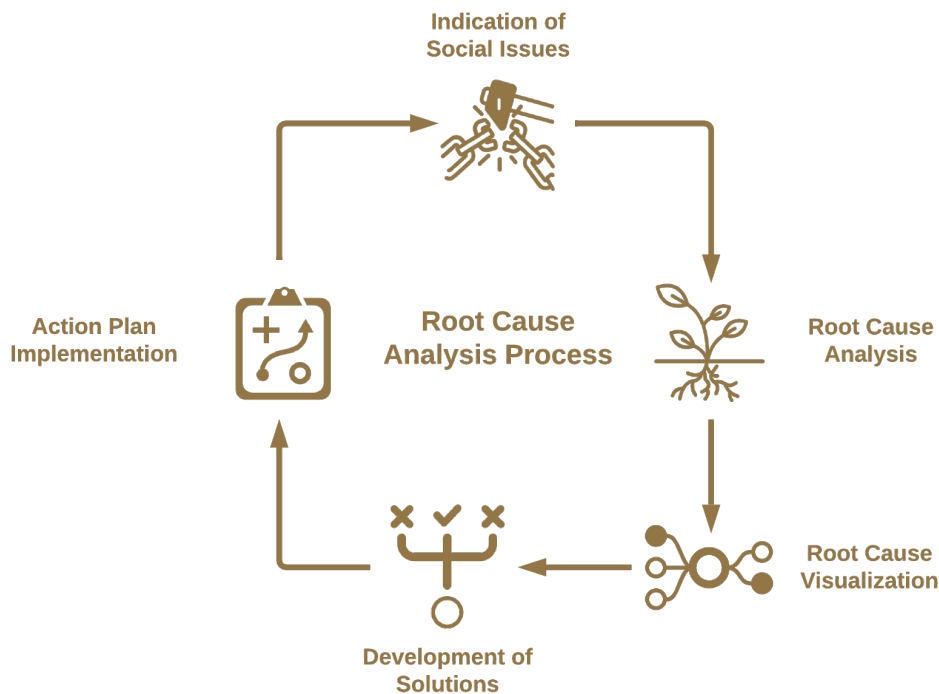 Indication of
Social Issues
Action Plan
Implementation
Root Cause
Analysis Process
Root Cause
Analysis
Root Cause
Visualization
Development of
Solutions